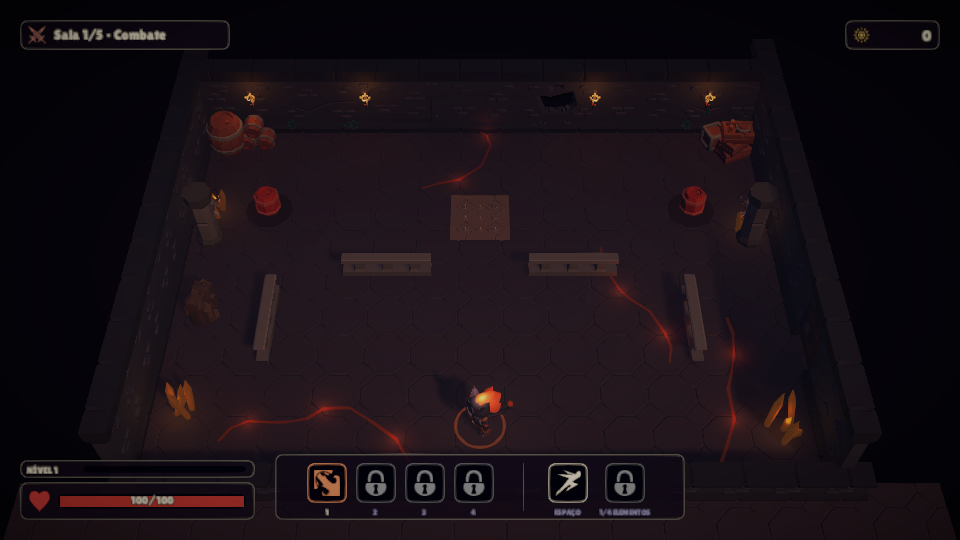 Sala 1/5 - Combate
0
NÍVEL 1
100/100
1
2
3
4
ESPAÇO
1/4 ELEMENTOS